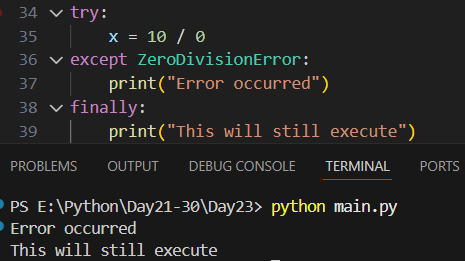 34 try:
35     x = 10 / 0
36 except ZeroDivisionError:
37     print("Error occurred")
38 finally:
39     print("This will still execute")
PROBLEMS OUTPUT DEBUG CONSOLE TERMINAL PORTS
PS E:\Python\Day21-30\Day23> python main.py
Error occurred
This will still execute